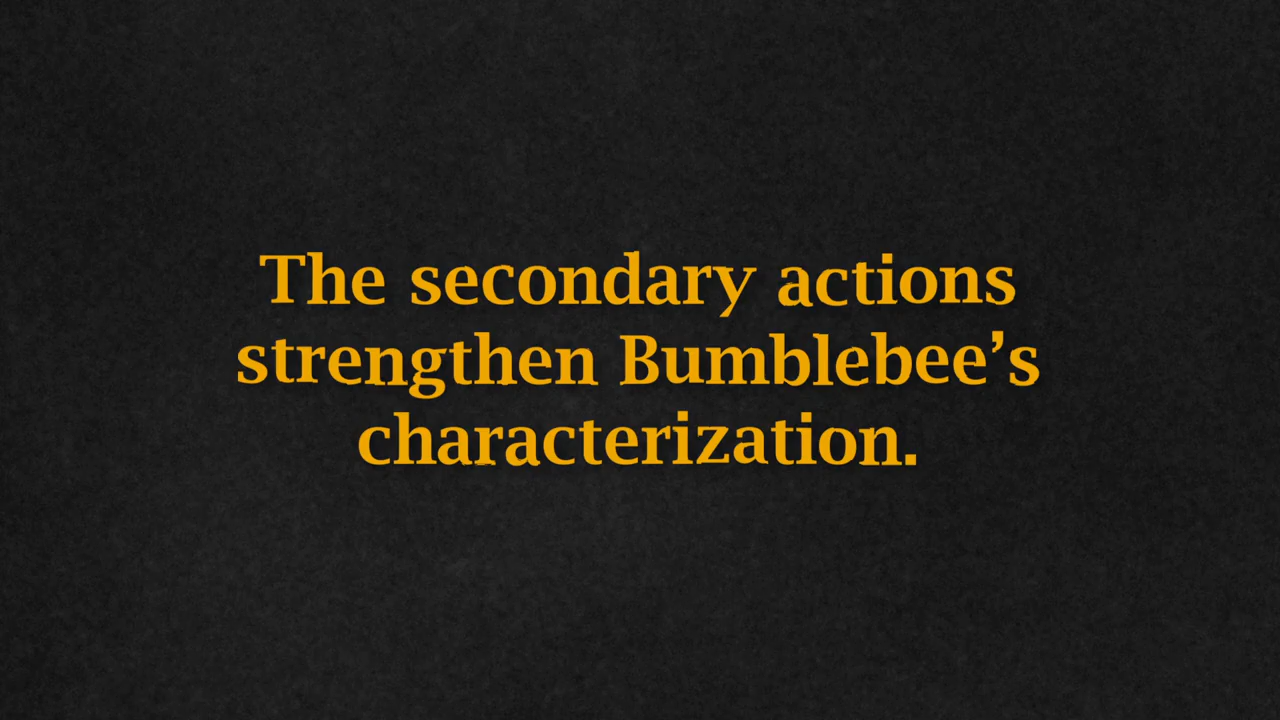 The secondary actions
strengthen Bumblebee’s
characterization.